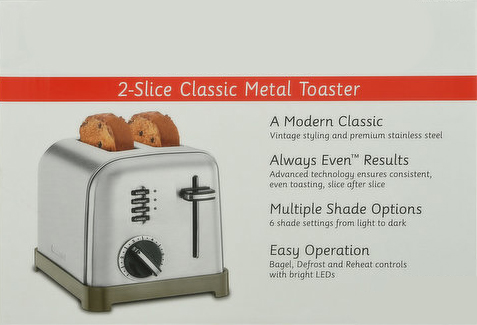 2-Slice Classic Metal Toaster
A Modern Classic
Vintage styling and premium stainless steel
Always Even™ Results
Advanced technology ensures consistent,
even toasting, slice after slice
Multiple Shade Options
6 shade settings from light to dark
Easy Operation
Bagel, Defrost and Reheat controls
with bright LEDs